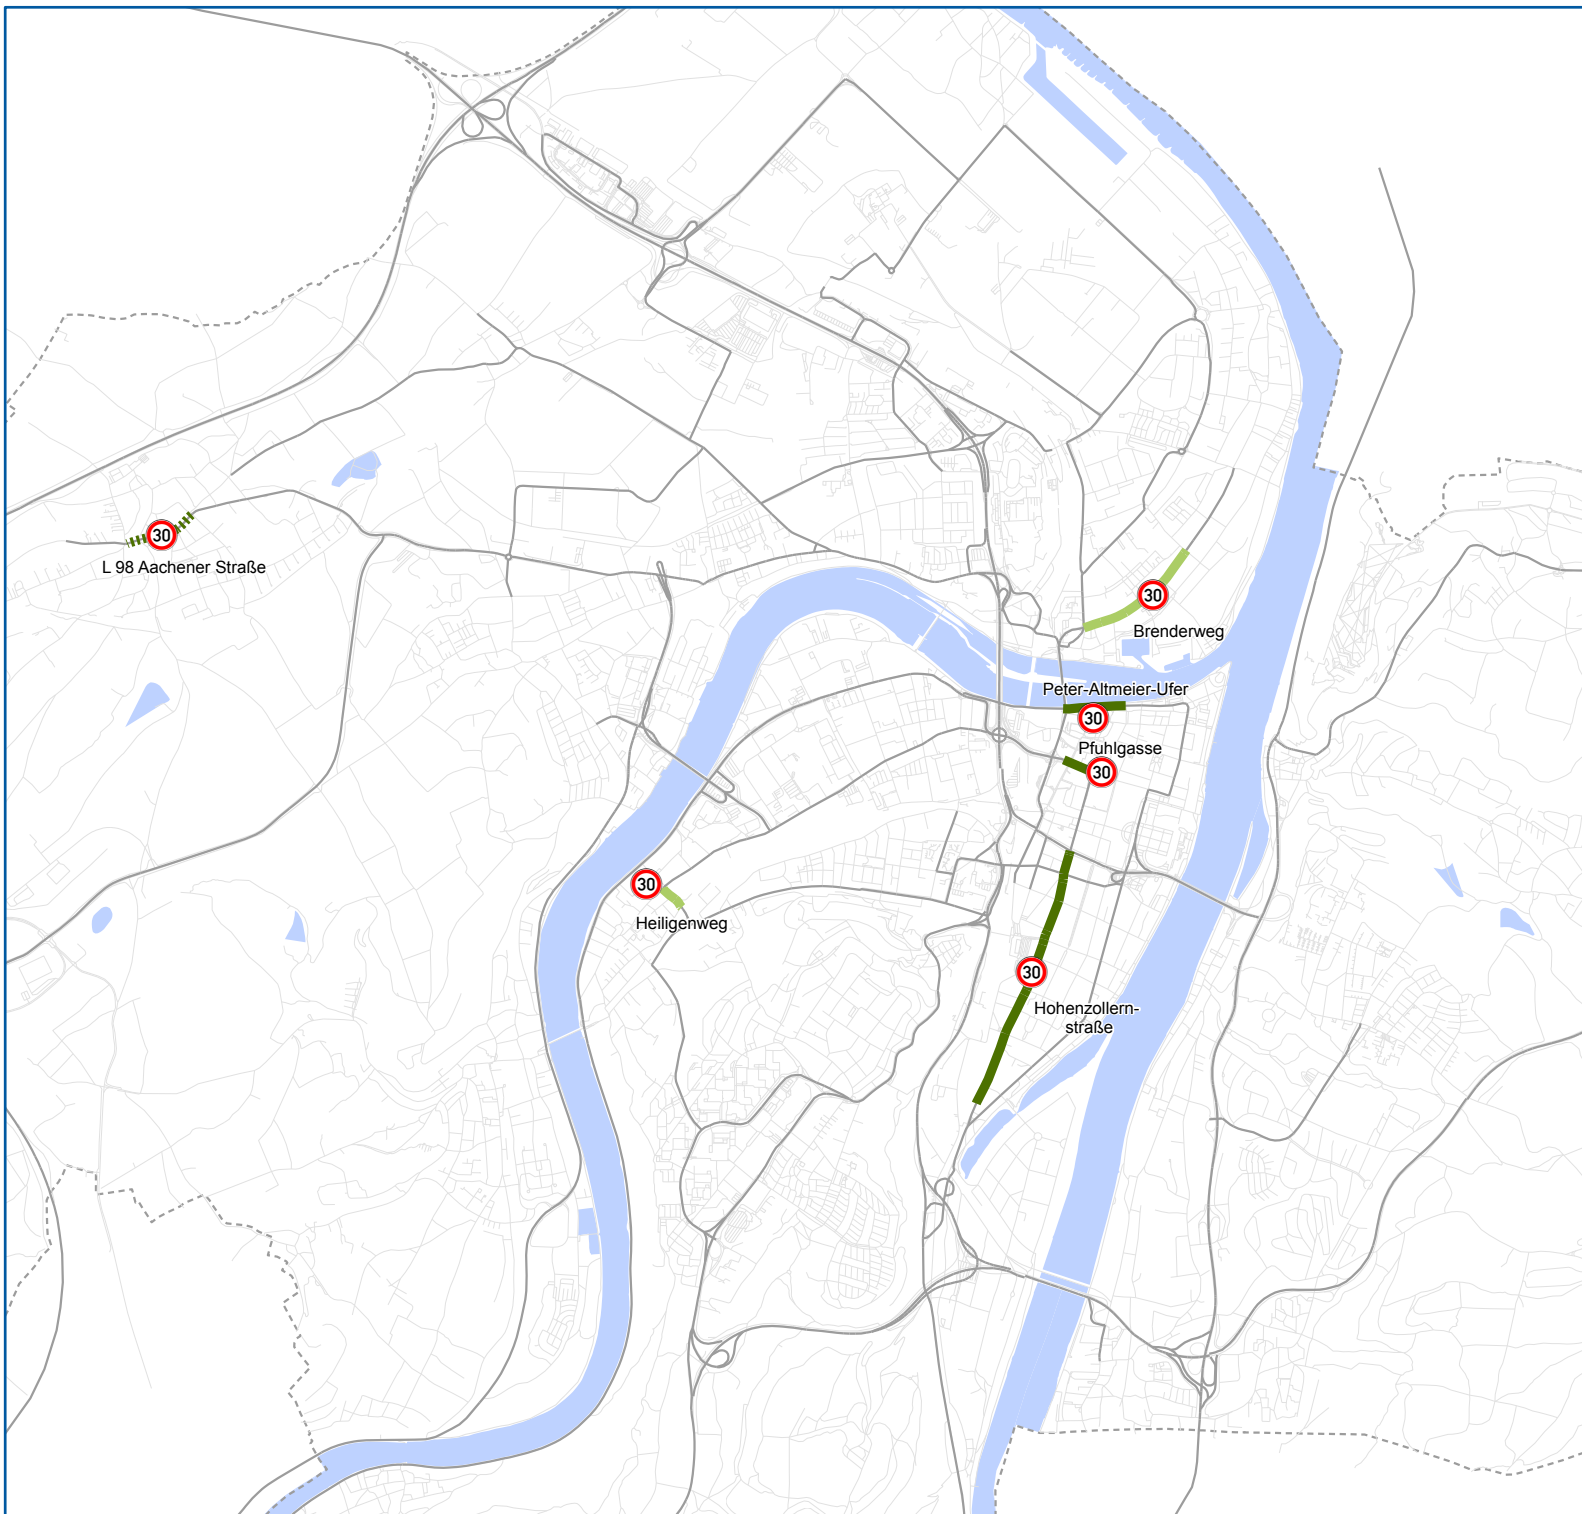 30
L 98 Aachener Straße
30
Brenderweg
Peter-Altmeier-Ufer
30
Pfuhlgasse
30
30
Heiligenweg
30
Hohenzollern-
straße